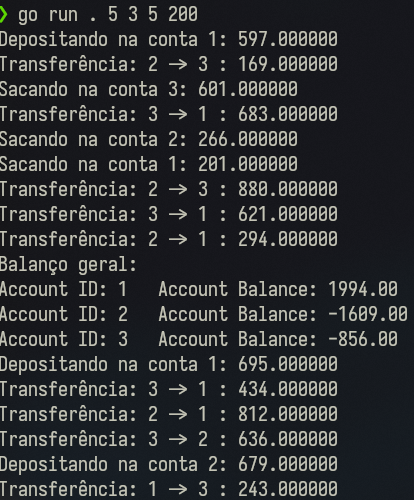 ❯ go run . 5 3 5 200
Depositando na conta 1: 597.000000
Transferência: 2 -> 3 : 169.000000
Sacando na conta 3: 601.000000
Transferência: 3 -> 1 : 683.000000
Sacando na conta 2: 266.000000
Sacando na conta 1: 201.000000
Transferência: 2 -> 3 : 880.000000
Transferência: 3 -> 1 : 621.000000
Transferência: 2 -> 1 : 294.000000
Balanço geral:
Account ID: 1   Account Balance: 1994.00
Account ID: 2   Account Balance: -1609.00
Account ID: 3   Account Balance: -856.00
Depositando na conta 1: 695.000000
Transferência: 3 -> 1 : 434.000000
Transferência: 2 -> 1 : 812.000000
Transferência: 3 -> 2 : 636.000000
Depositando na conta 2: 679.000000
Transferência: 1 -> 3 : 243.000000